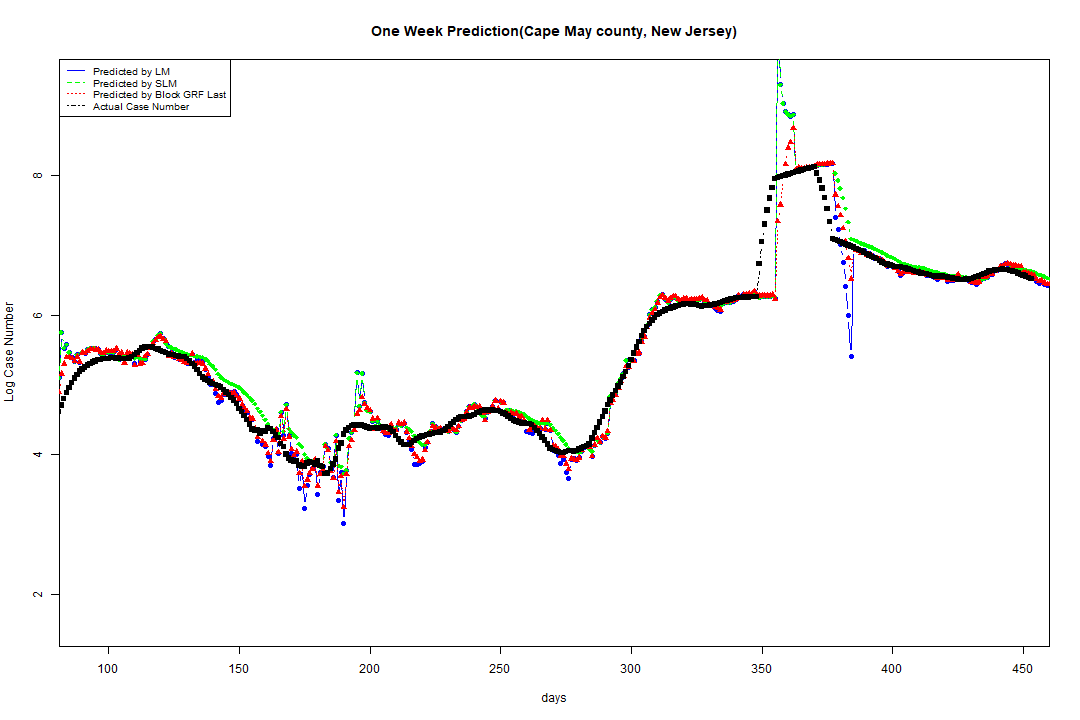 One Week Prediction(Cape May county, New Jersey)
Predicted by LM
Predicted by SLM
Predicted by Block GRF Last
Actual Case Number
8
6
4
2
Log Case Number
100 150 200 250 300 350 400 450
days